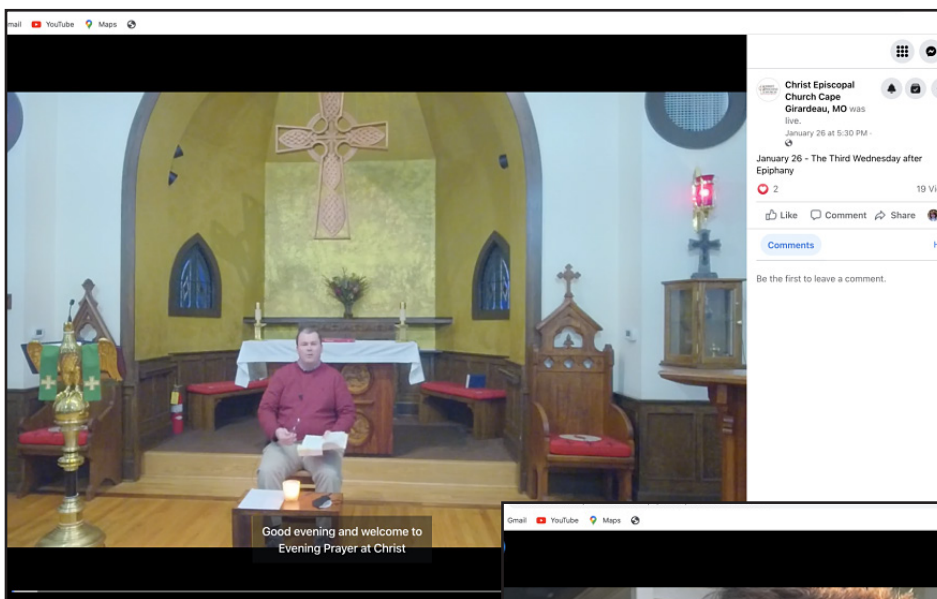 mail YouTube Maps
Christ Episcopal
Church Cape
Girardeau, MO was
live.
January 26 at 5:30 PM ·
January 26 - The Third Wednesday after
Epiphany
2 19 Vi
Like Comment Share
Comments
Be the first to leave a comment.
Good evening and welcome to
Evening Prayer at Christ
Gmail YouTube Maps